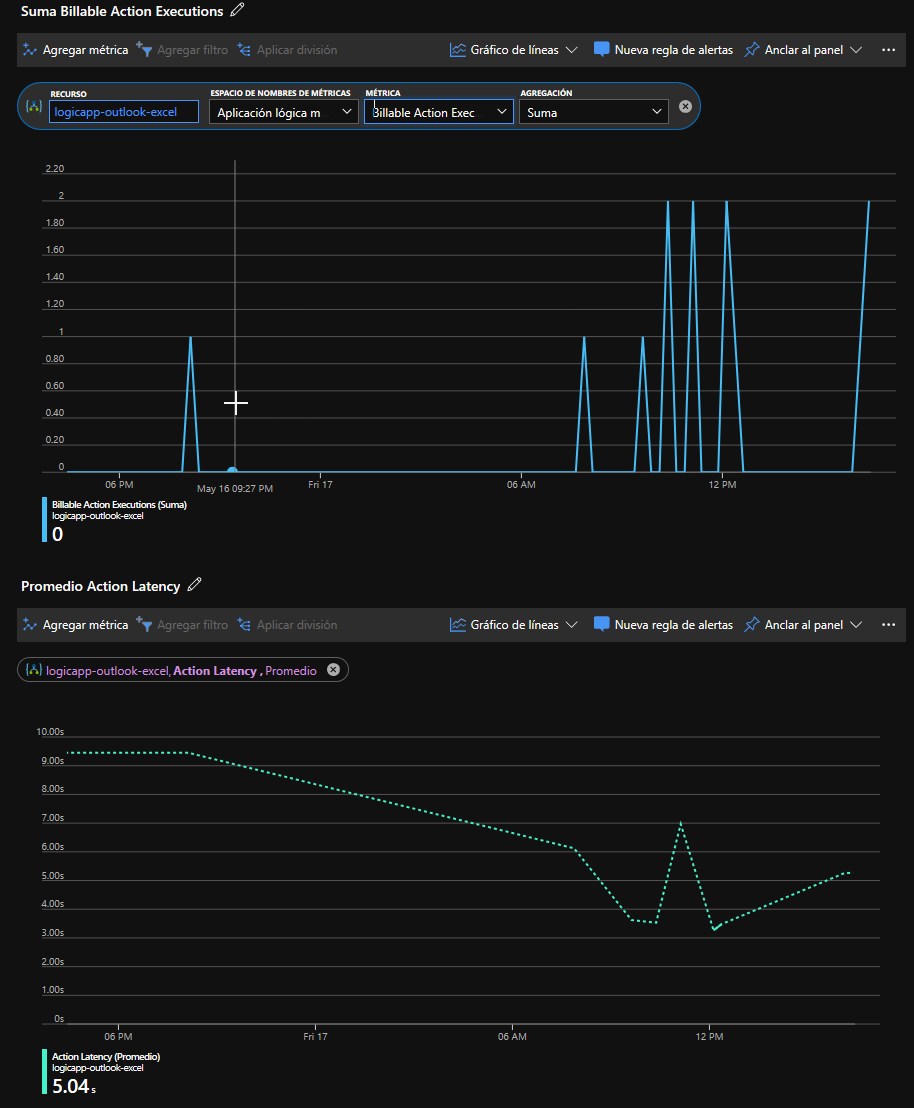 Suma Billable Action Executions
Agregar métrica Agregar filtro Aplicar división Gráfico de líneas Nueva regla de alertas Anclar al panel ...
RECURSO ESPACIO DE NOMBRES DE MÉTRICAS MÉTRICA AGREGACIÓN
logicapp-outlook-excel Aplicación lógica m Billable Action Exec Suma
2.20
2
1.80
1.60
1.40
1.20
1
0.80
0.60
0.40
0.20
0
06 PM May 16 09:27 PM Fri 17 06 AM 12 PM
Billable Action Executions (Suma)
logicapp-outlook-excel
0
Promedio Action Latency
Agregar métrica Agregar filtro Aplicar división Gráfico de líneas Nueva regla de alertas Anclar al panel ...
logicapp-outlook-excel, Action Latency , Promedio
10.00s
9.00s
8.00s
7.00s
6.00s
5.00s
4.00s
3.00s
2.00s
1.00s
0s
06 PM Fri 17 06 AM 12 PM
Action Latency (Promedio)
logicapp-outlook-excel
5.04 s